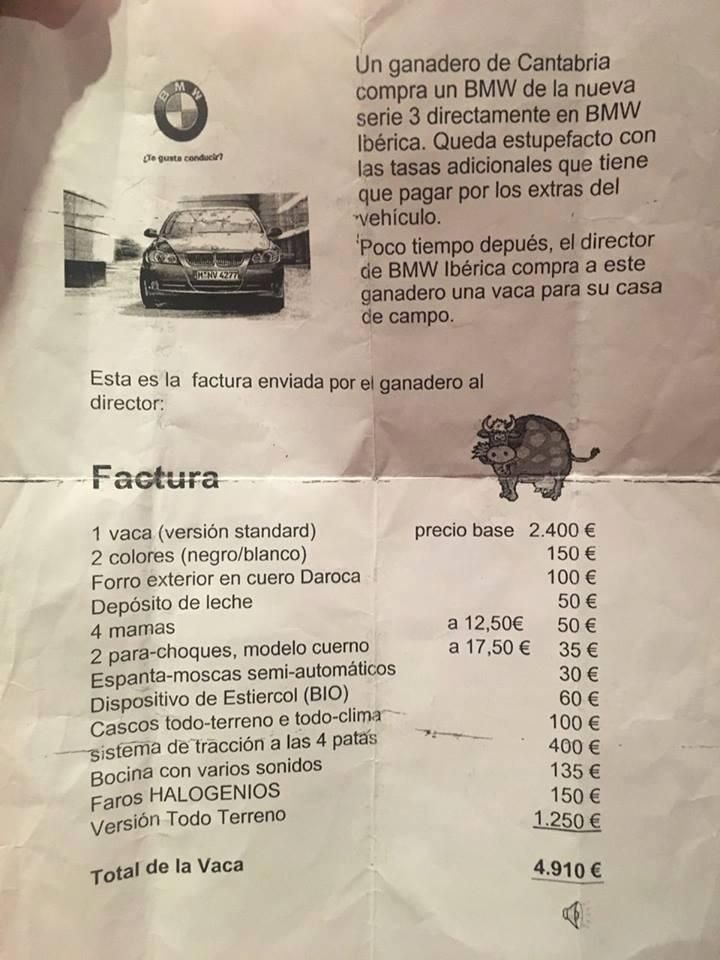 BMW
¿Te gusta conducir?
M·NV 4277
Un ganadero de Cantabria
compra un BMW de la nueva
serie 3 directamente en BMW
Ibérica. Queda estupefacto con
las tasas adicionales que tiene
que pagar por los extras del
vehículo.
Poco tiempo depués, el director
de BMW Ibérica compra a este
ganadero una vaca para su casa
de campo.
Esta es la factura enviada por el ganadero al
director:
Factura
1 vaca (versión standard) precio base 2.400 €
2 colores (negro/blanco) 150 €
Forro exterior en cuero Daroca 100 €
Depósito de leche 50 €
4 mamas a 12,50€ 50 €
2 para-choques, modelo cuerno a 17,50 € 35 €
Espanta-moscas semi-automáticos 30 €
Dispositivo de Estiercol (BIO) 60 €
Cascos todo-terreno e todo-clima 100 €
sistema de tracción a las 4 patas 400 €
Bocina con varios sonidos 135 €
Faros HALOGENIOS 150 €
Versión Todo Terreno 1.250 €
Total de la Vaca 4.910 €